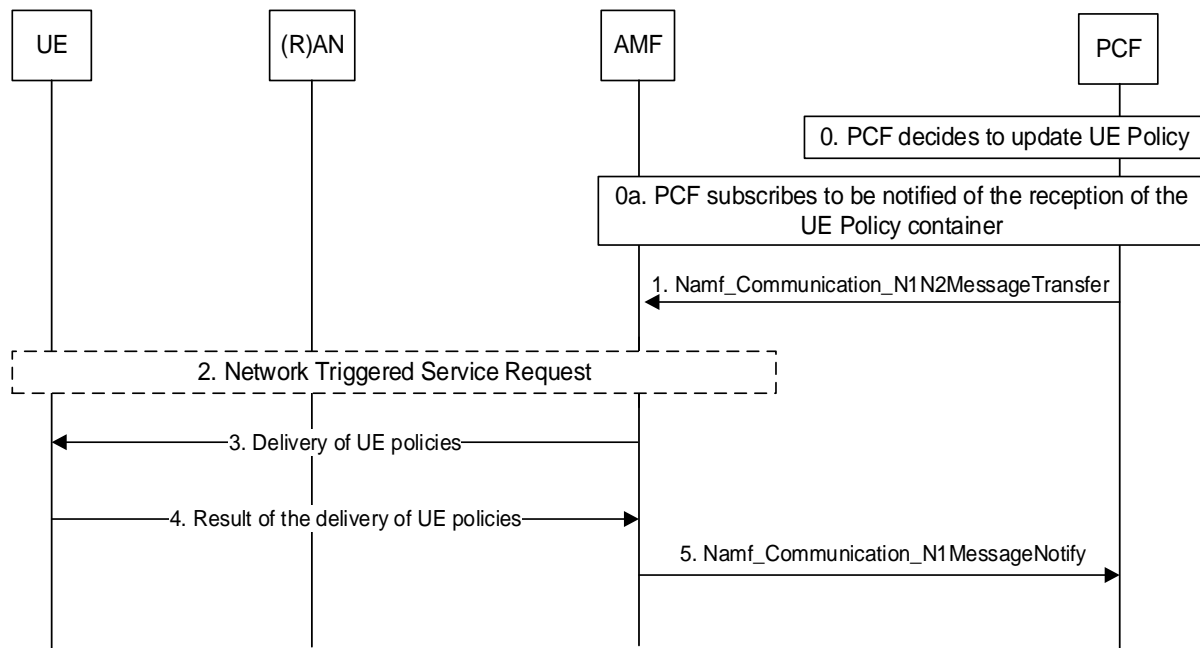 UE
(R)AN
AMF
PCF
0. PCF decides to update UE Policy
0a. PCF subscribes to be notified of the reception of the
UE Policy container
1. Namf_Communication_N1N2MessageTransfer
2. Network Triggered Service Request
3. Delivery of UE policies
4. Result of the delivery of UE policies
5. Namf_Communication_N1MessageNotify